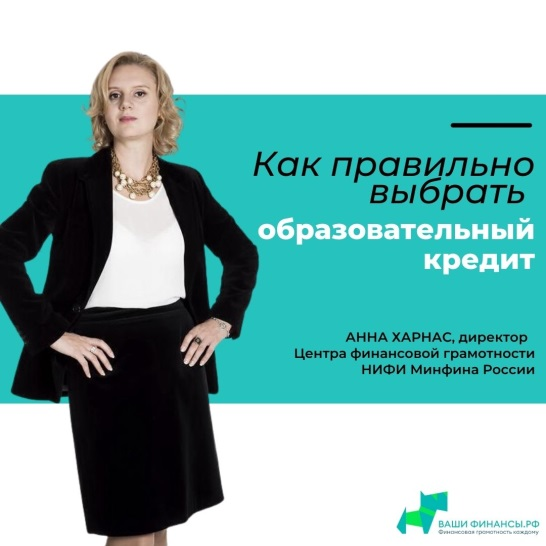 Как правильно
выбрать
образовательный
кредит
АННА ХАРНАС, директор
Центра финансовой грамотности
НИФИ Минфина России
ВАШИ ФИНАНСЫ.РФ
Финансовая грамотность каждому